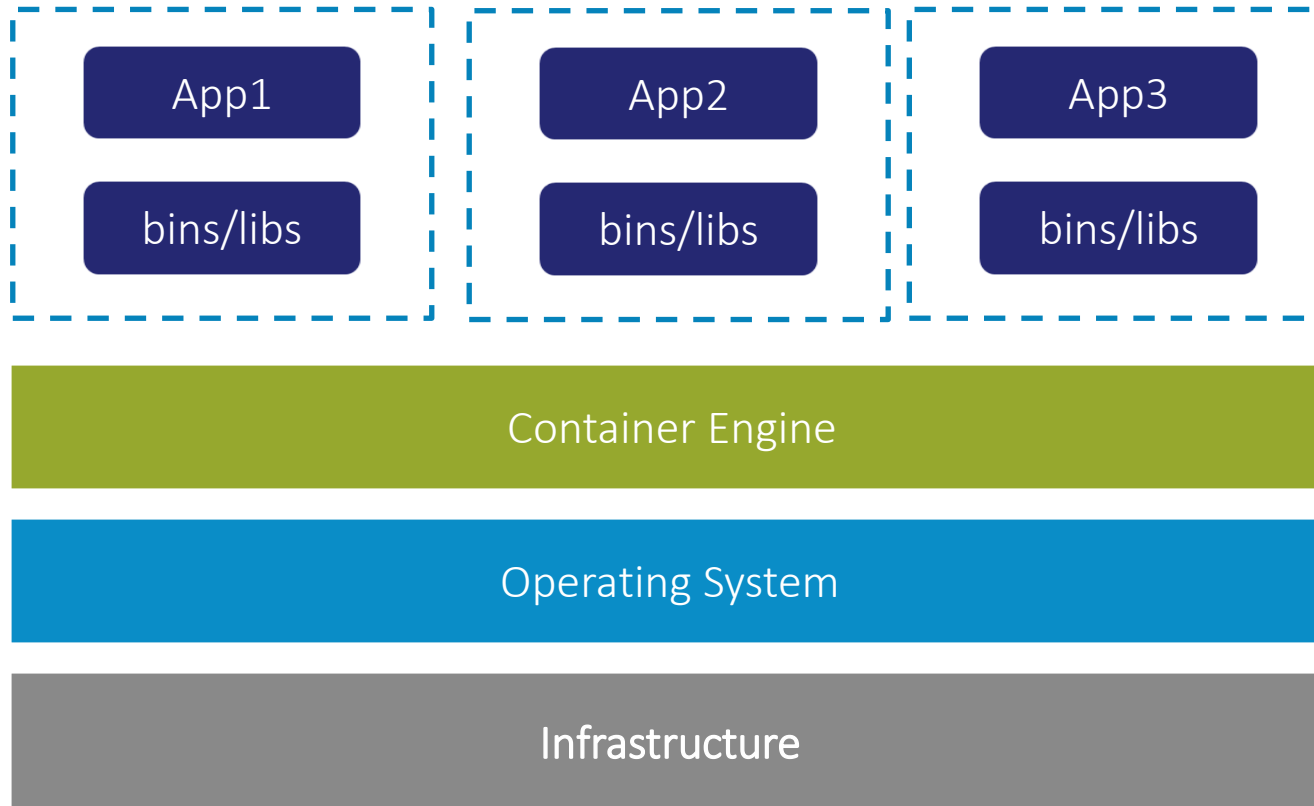 App1
App2
App3
bins/libs
bins/libs
bins/libs
Container Engine
Operating System
Infrastructure